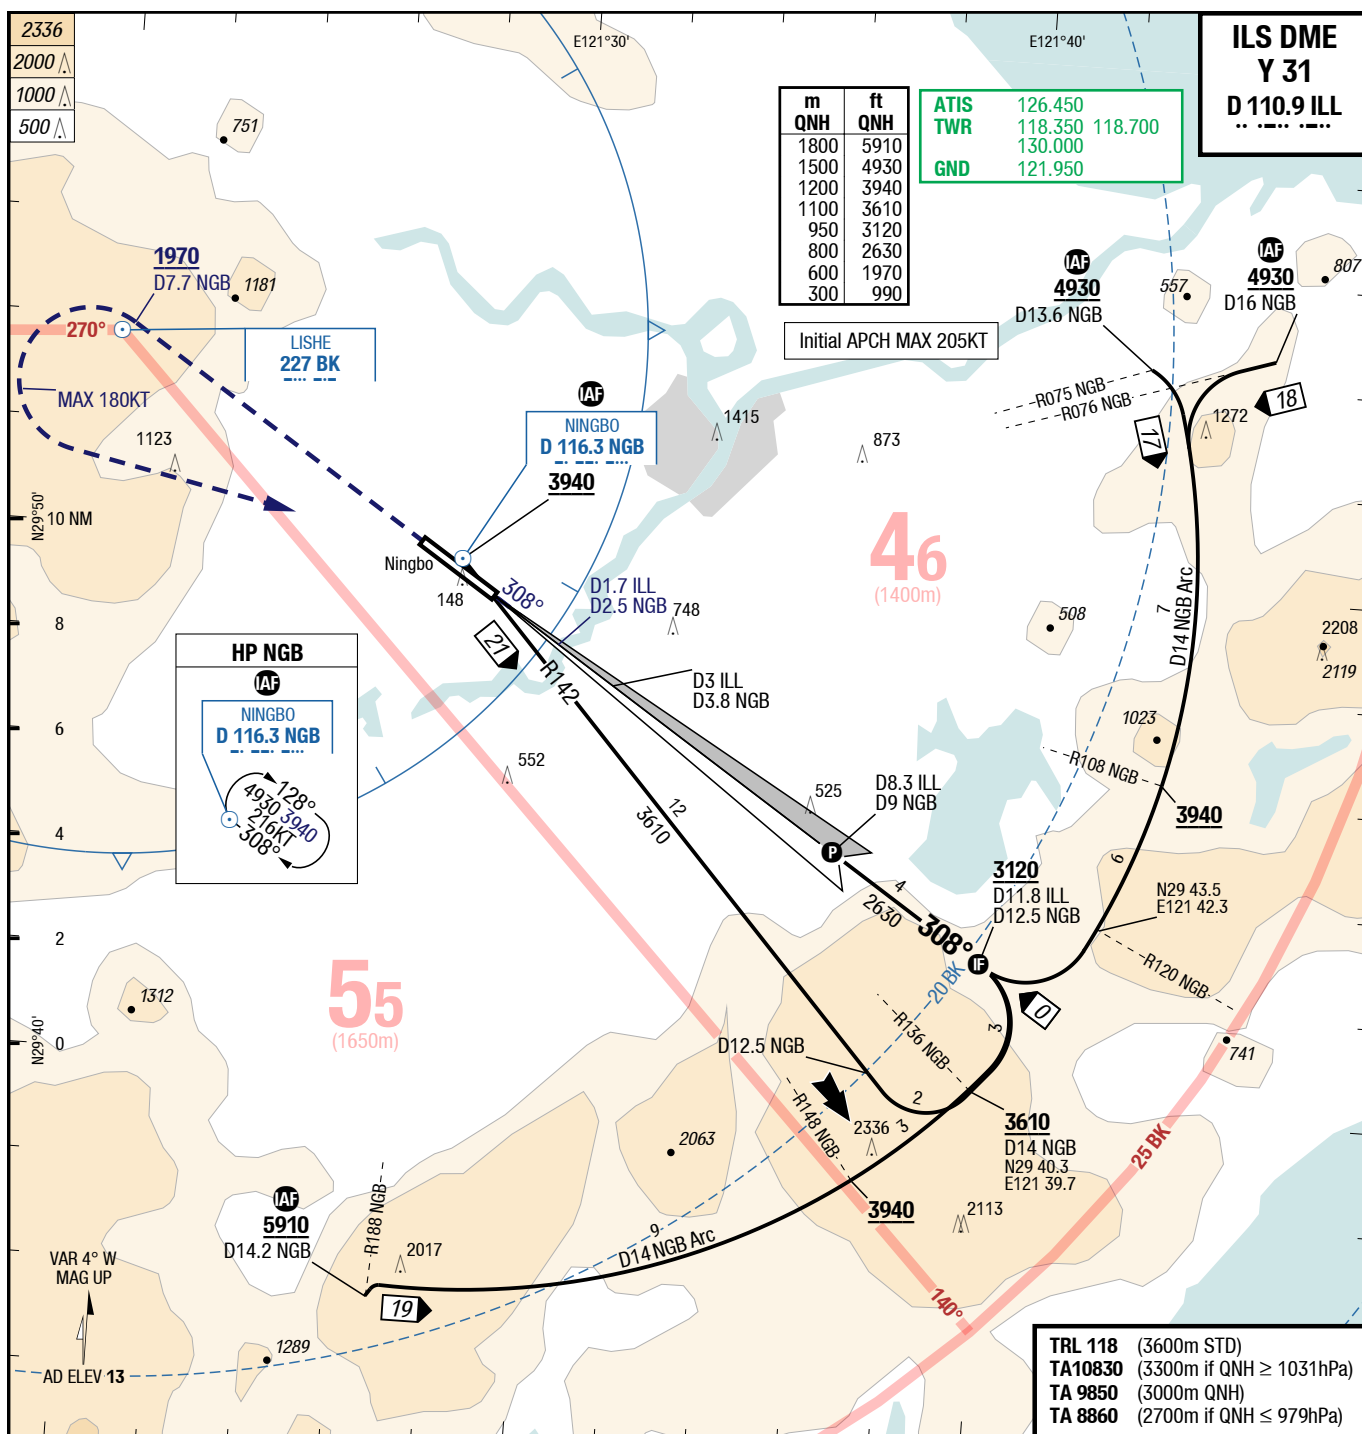 2336
2000
1000
500
E121°30'
E121°40'
ILS DME
Y 31
D 110.9 ILL
m ft
QNH QNH
1800 5910
1500 4930
1200 3940
1100 3610
950 3120
800 2630
600 1970
300 990
ATIS 126.450
TWR 118.350 118.700
130.000
GND 121.950
Initial APCH MAX 205KT
751
1970
D7.7 NGB
1181
270°
LISHE
227 BK
MAX 180KT
1123
IAF
NINGBO
D 116.3 NGB
3940
1415
873
IAF
4930
D13.6 NGB
557
IAF
4930
D16 NGB
807
R075 NGB
R076 NGB
18
17
1272
N29°50'
10 NM
Ningbo
148
308°
D1.7 ILL
D2.5 NGB
748
46
(1400m)
7
D14 NGB Arc
508
2208
2119
8
21
R142
D3 ILL
D3.8 NGB
HP NGB
IAF
NINGBO
D 116.3 NGB
128°
4930 3940
216KT
308°
6
552
1023
R108 NGB
3940
525
D8.3 ILL
D9 NGB
12
3610
4
P
3120
D11.8 ILL
D12.5 NGB
6
N29 43.5
E121 42.3
4
2630
308°
IF
2
R120 NGB
20 BK
0
55
(1650m)
1312
N29°40'
0
D12.5 NGB
R136 NGB
3
741
R148 NGB
2336
2
3
3610
D14 NGB
N29 40.3
E121 39.7
25 BK
2063
3940
2113
IAF
5910
D14.2 NGB
R188 NGB
2017
9
D14 NGB Arc
19
140°
VAR 4° W
MAG UP
1289
AD ELEV 13
TRL 118 (3600m STD)
TA10830 (3300m if QNH ≥ 1031hPa)
TA 9850 (3000m QNH)
TA 8860 (2700m if QNH ≤ 979hPa)